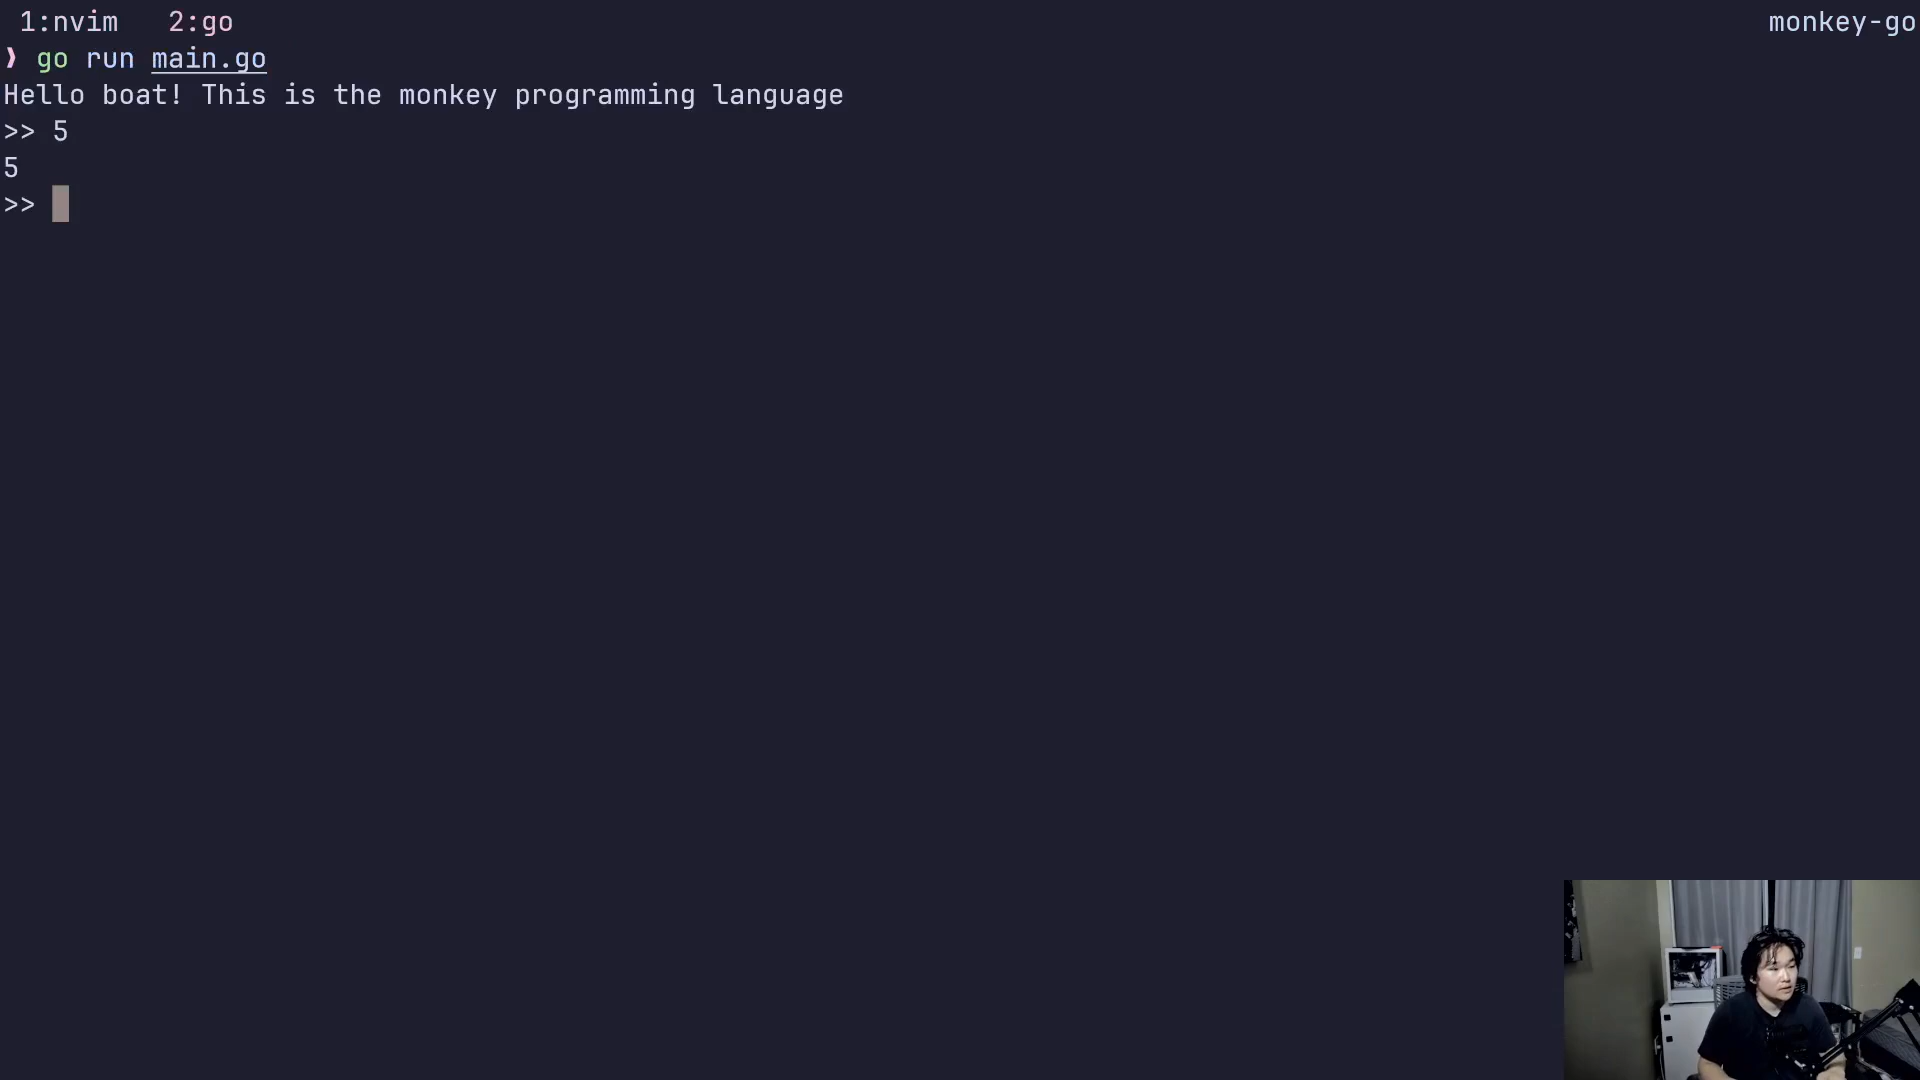 1:nvim 2:go monkey-go
❯ go run main.go
Hello boat! This is the monkey programming language
>> 5
5
>>